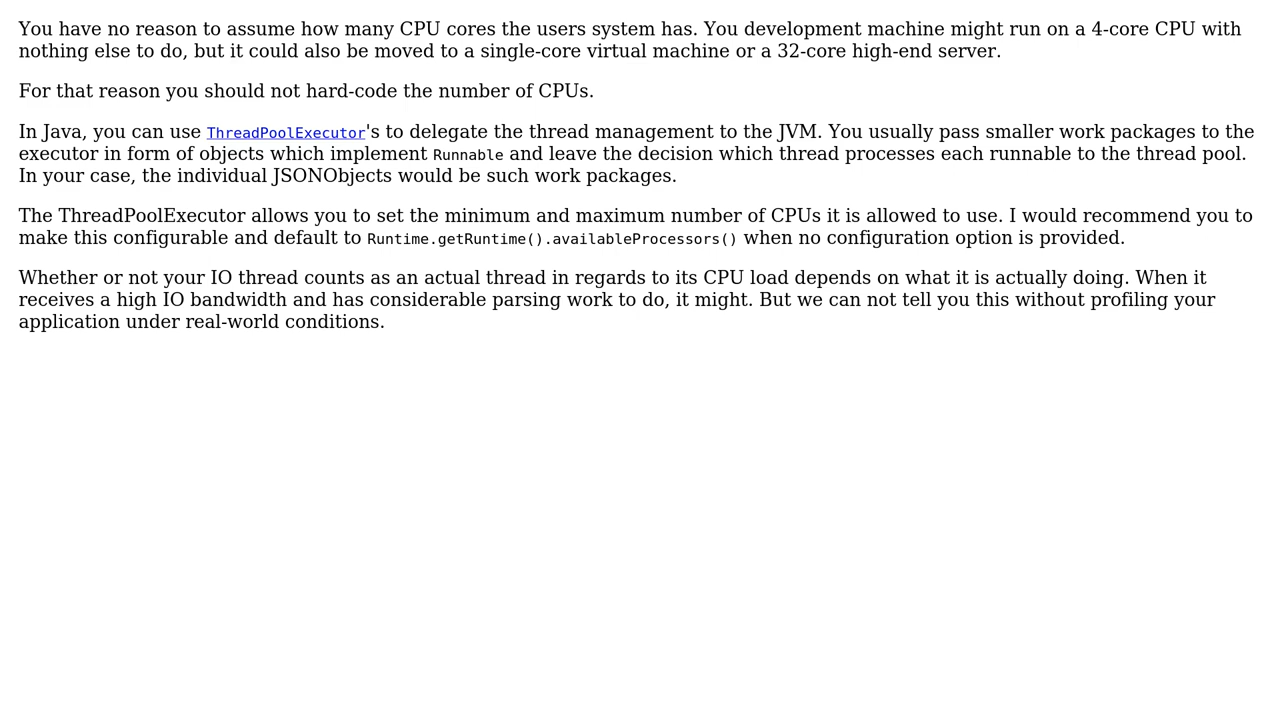 You have no reason to assume how many CPU cores the users system has. You development machine might run on a 4-core CPU with
nothing else to do, but it could also be moved to a single-core virtual machine or a 32-core high-end server.
For that reason you should not hard-code the number of CPUs.
In Java, you can use ThreadPoolExecutor's to delegate the thread management to the JVM. You usually pass smaller work packages to the
executor in form of objects which implement Runnable and leave the decision which thread processes each runnable to the thread pool.
In your case, the individual JSONObjects would be such work packages.
The ThreadPoolExecutor allows you to set the minimum and maximum number of CPUs it is allowed to use. I would recommend you to
make this configurable and default to Runtime.getRuntime().availableProcessors() when no configuration option is provided.
Whether or not your IO thread counts as an actual thread in regards to its CPU load depends on what it is actually doing. When it
receives a high IO bandwidth and has considerable parsing work to do, it might. But we can not tell you this without profiling your
application under real-world conditions.